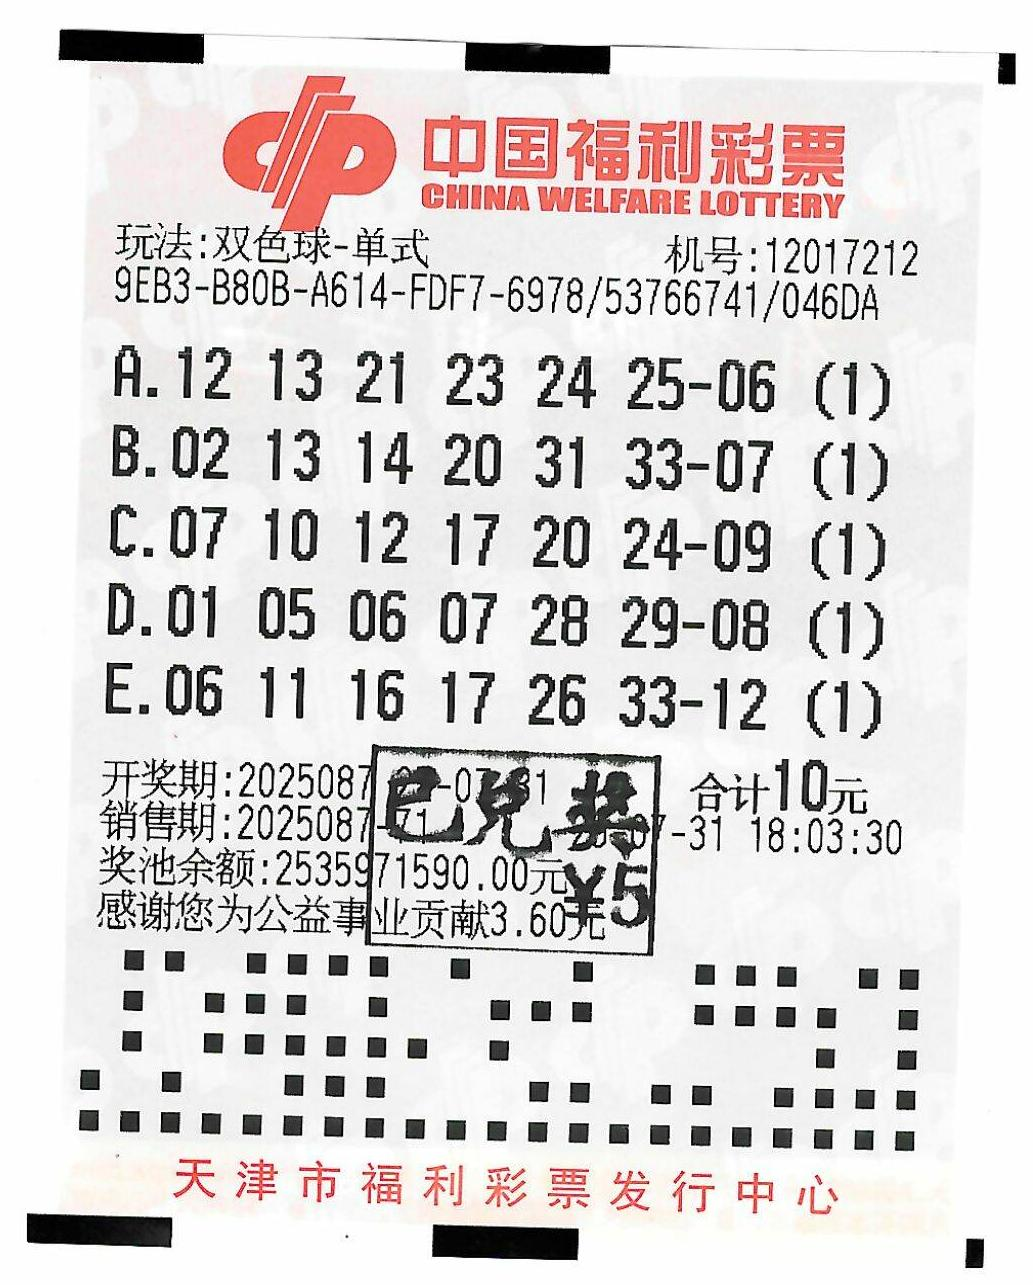 中国福利彩票
CHINA WELFARE LOTTERY
玩法:双色球-单式 机号:12017212
9EB3-B80B-A614-FDF7-6978/53766741/046DA
A.12 13 21 23 24 25-06 (1)
B.02 13 14 20 31 33-07 (1)
C.07 10 12 17 20 24-09 (1)
D.01 05 06 07 28 29-08 (1)
E.06 11 16 17 26 33-12 (1)
开奖期:2025087 31 合计10元
销售期:2025087-71 -31 18:03:30
奖池余额:2535971590.00元
感谢您为公益事业贡献3.60元
已兑奖
¥5
天津市福利彩票发行中心